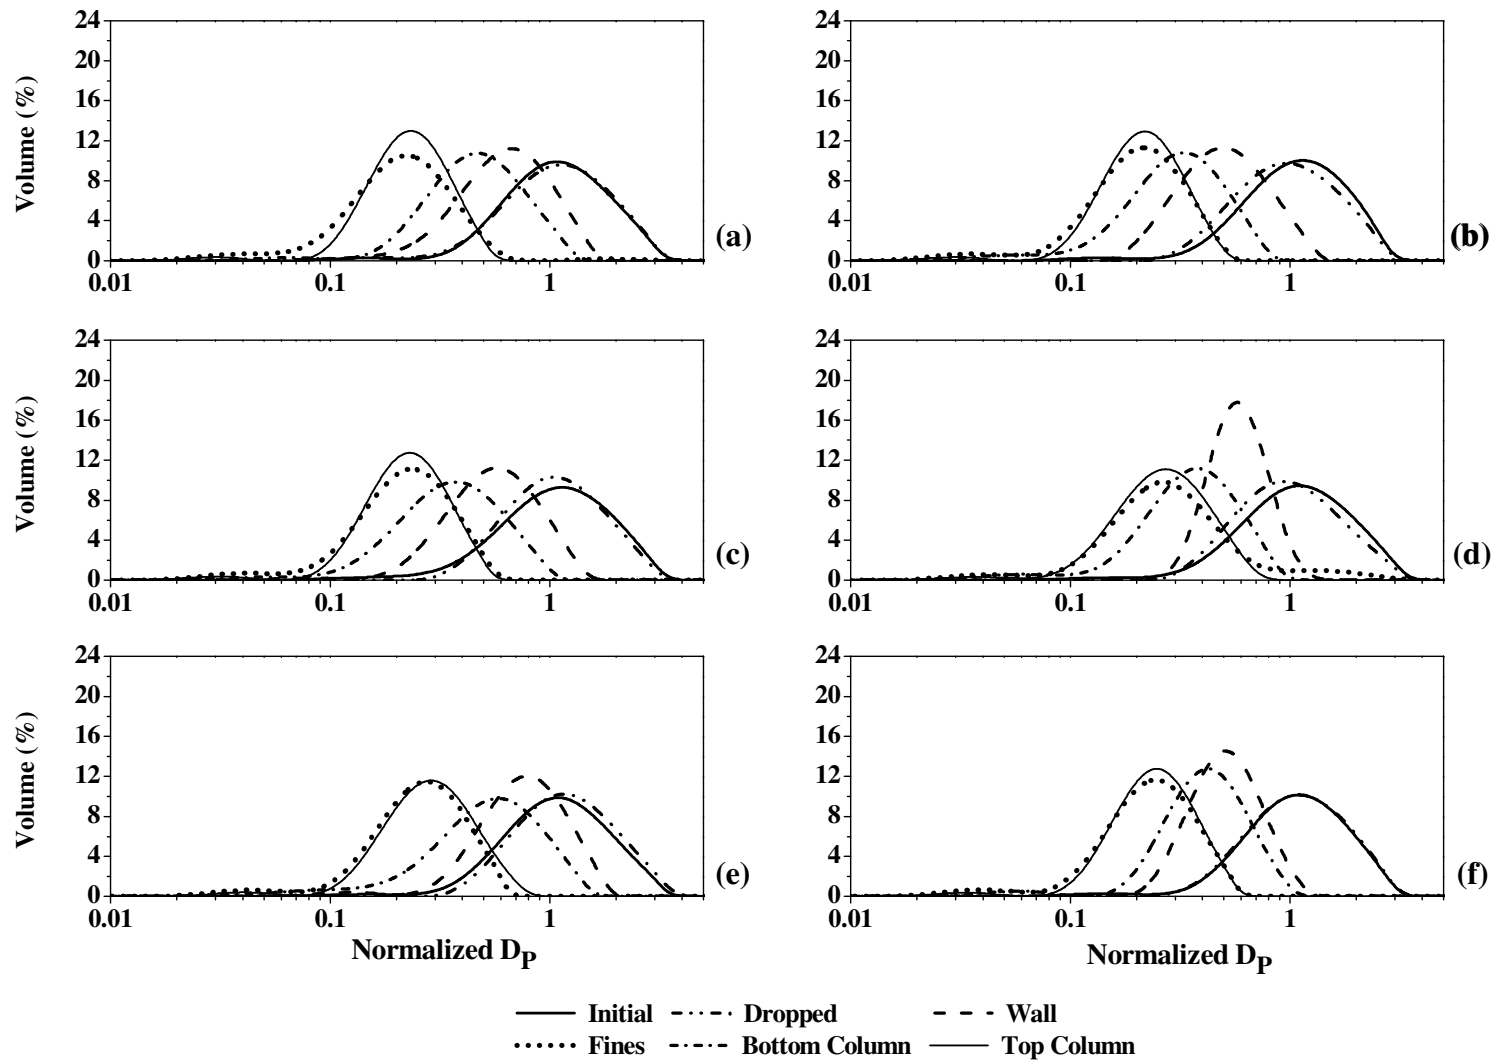 24
20
16
12
8
4
0
0.01 0.1 1
Volume (%)
(a)
24
20
16
12
8
4
0
0.01 0.1 1
(b)
24
20
16
12
8
4
0
0.01 0.1 1
Volume (%)
(c)
24
20
16
12
8
4
0
0.01 0.1 1
(d)
24
20
16
12
8
4
0
0.01 0.1 1
Volume (%)
Normalized DP
(e)
24
20
16
12
8
4
0
0.01 0.1 1
Normalized DP
(f)
Initial Dropped Wall
Fines Bottom Column Top Column